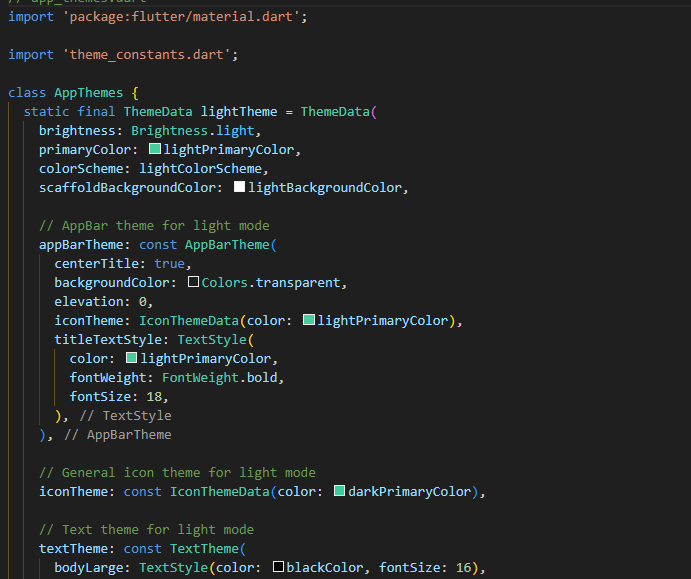 // app_themes.dart
import 'package:flutter/material.dart';
import 'theme_constants.dart';
class AppThemes {
static final ThemeData lightTheme = ThemeData(
brightness: Brightness.light,
primaryColor: lightPrimaryColor,
colorScheme: lightColorScheme,
scaffoldBackgroundColor: lightBackgroundColor,
// AppBar theme for light mode
appBarTheme: const AppBarTheme(
centerTitle: true,
backgroundColor: Colors.transparent,
elevation: 0,
iconTheme: IconThemeData(color: lightPrimaryColor),
titleTextStyle: TextStyle(
color: lightPrimaryColor,
fontWeight: FontWeight.bold,
fontSize: 18,
), // TextStyle
), // AppBarTheme
// General icon theme for light mode
iconTheme: const IconThemeData(color: darkPrimaryColor),
// Text theme for light mode
textTheme: const TextTheme(
bodyLarge: TextStyle(color: blackColor, fontSize: 16),